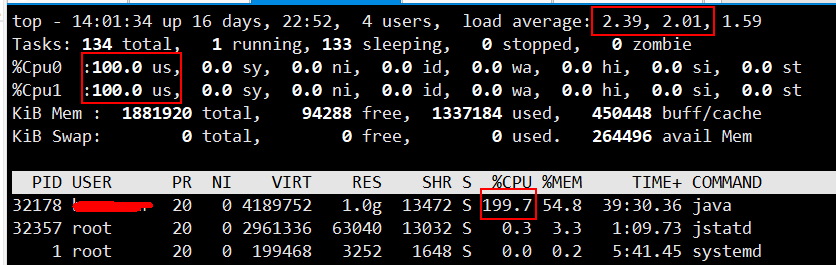 top - 14:01:34 up 16 days, 22:52, 4 users, load average: 2.39, 2.01, 1.59
Tasks: 134 total, 1 running, 133 sleeping, 0 stopped, 0 zombie
%Cpu0 :100.0 us, 0.0 sy, 0.0 ni, 0.0 id, 0.0 wa, 0.0 hi, 0.0 si, 0.0 st
%Cpu1 :100.0 us, 0.0 sy, 0.0 ni, 0.0 id, 0.0 wa, 0.0 hi, 0.0 si, 0.0 st
KiB Mem : 1881920 total, 94288 free, 1337184 used, 450448 buff/cache
KiB Swap: 0 total, 0 free, 0 used. 264496 avail Mem
PID USER PR NI VIRT RES SHR S %CPU %MEM TIME+ COMMAND
32178 20 0 4189752 1.0g 13472 S 199.7 54.8 39:30.36 java
32357 root 20 0 2961336 63040 13032 S 0.3 3.3 1:09.73 jstatd
1 root 20 0 199468 3252 1648 S 0.0 0.2 5:41.45 systemd